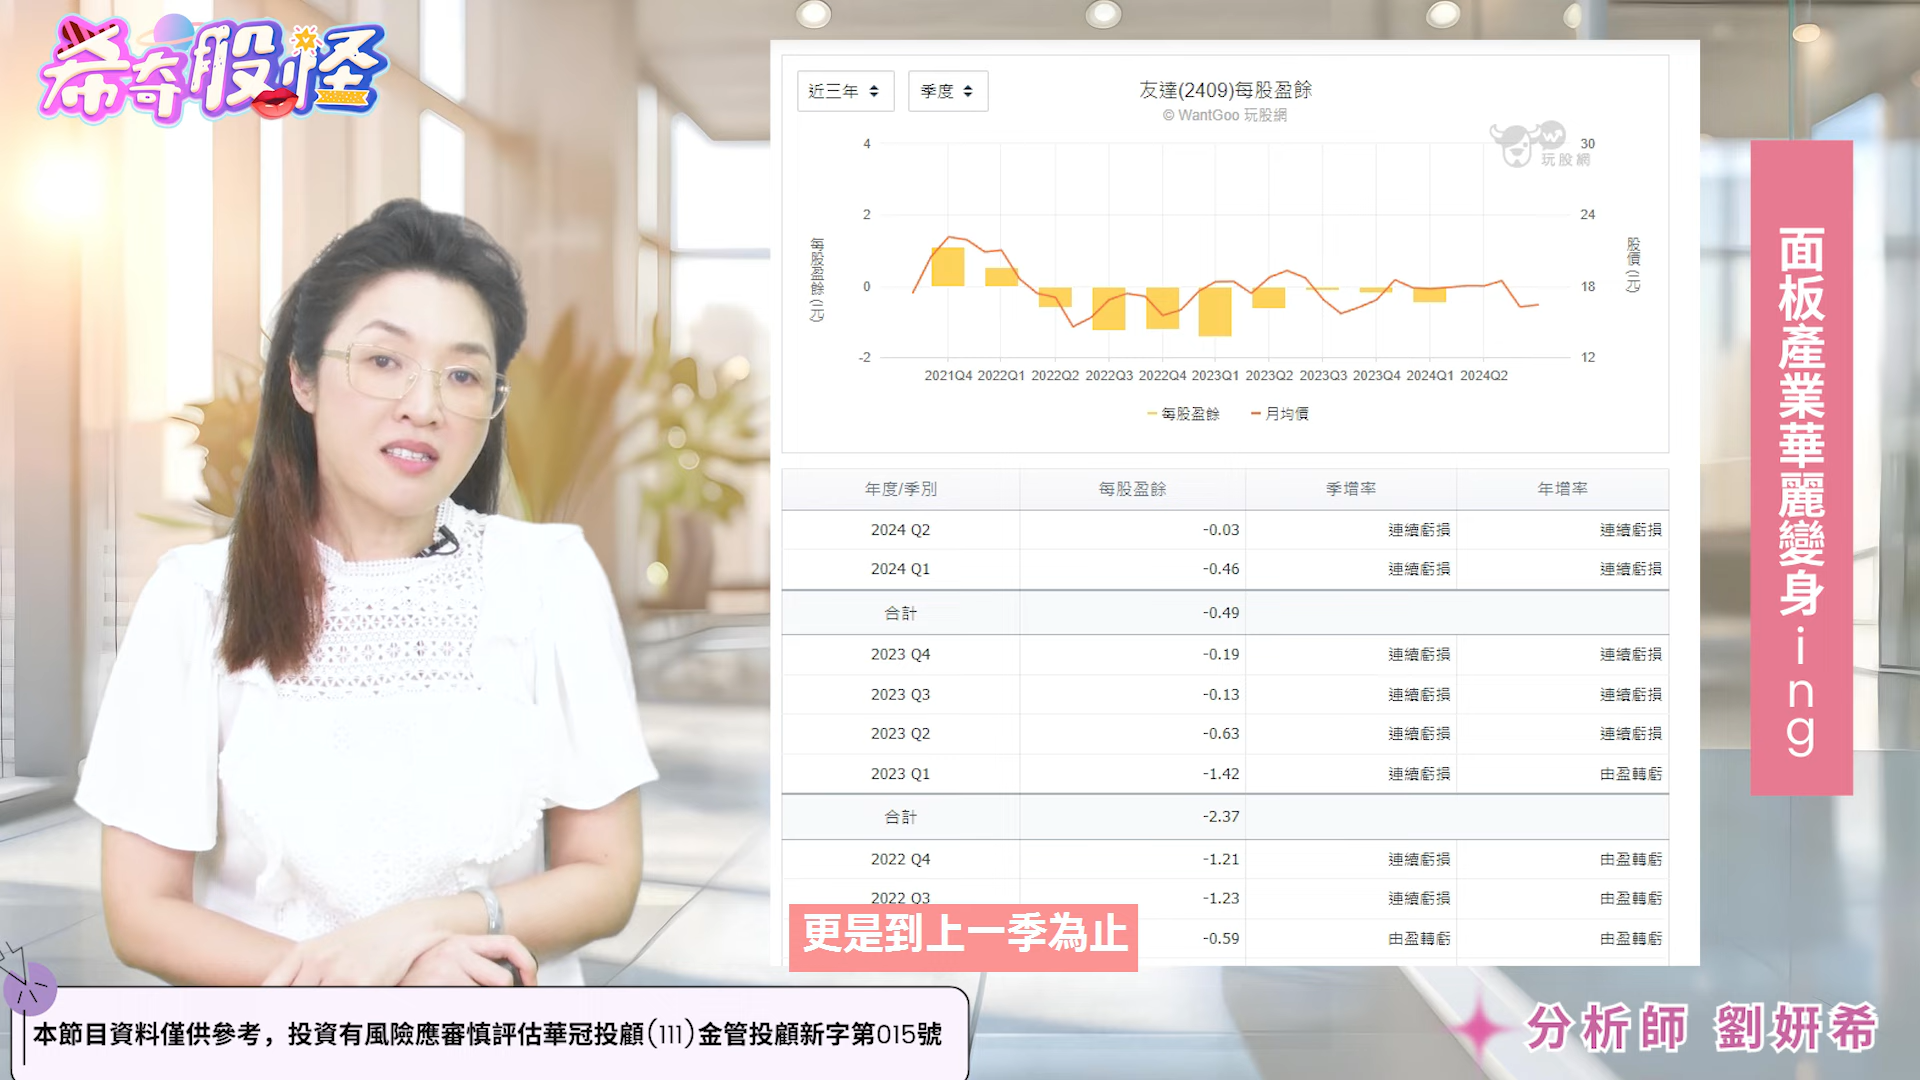 希奇股怪
近三年
季度
友達(2409)每股盈餘
© WantGoo 玩股網
玩股網
每股盈餘(元)
股價(元)
4
2
0
-2
30
24
18
12
2021Q4 2022Q1 2022Q2 2022Q3 2022Q4 2023Q1 2023Q2 2023Q3 2023Q4 2024Q1 2024Q2
每股盈餘 月均價
年度/季別 每股盈餘 季增率 年增率
2024 Q2 -0.03 連續虧損 連續虧損
2024 Q1 -0.46 連續虧損 連續虧損
合計 -0.49
2023 Q4 -0.19 連續虧損 連續虧損
2023 Q3 -0.13 連續虧損 連續虧損
2023 Q2 -0.63 連續虧損 連續虧損
2023 Q1 -1.42 連續虧損 由盈轉虧
合計 -2.37
2022 Q4 -1.21 連續虧損 由盈轉虧
2022 Q3 -1.23 連續虧損 由盈轉虧
-0.59 由盈轉虧 由盈轉虧
更是到上一季為止
面板產業華麗變身ing
本節目資料僅供參考，投資有風險應審慎評估華冠投顧(111)金管投顧新字第015號
分析師 劉妍希